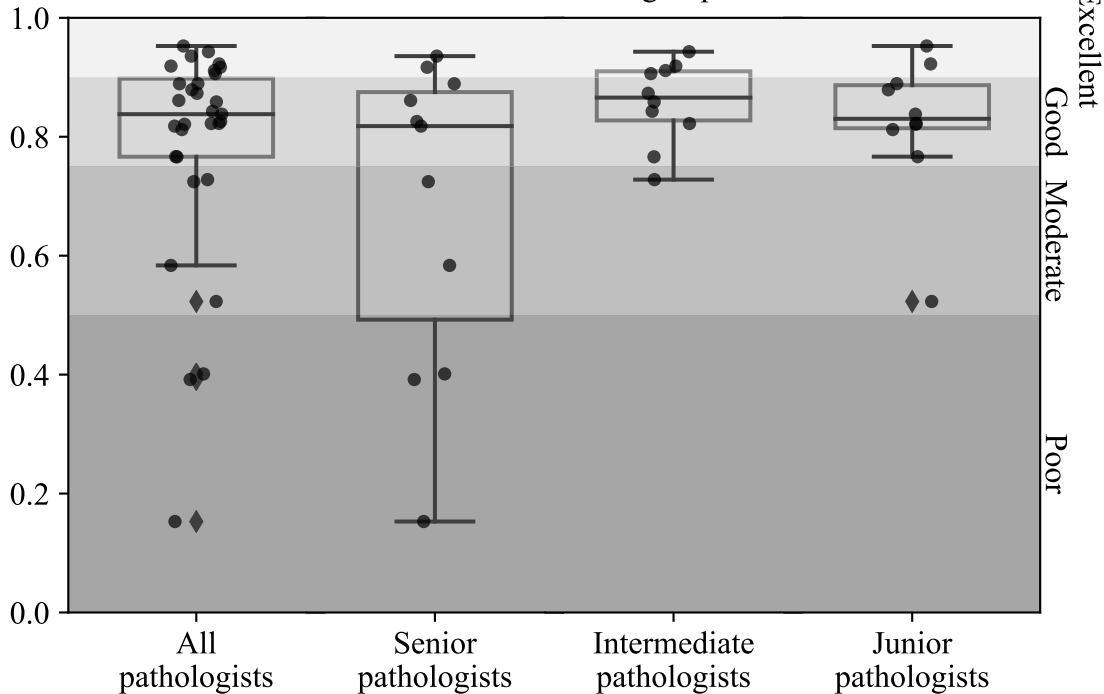 1.0
0.8
0.6
0.4
0.2
0.0
Excellent
Good
Moderate
Poor
All
pathologists
Senior
pathologists
Intermediate
pathologists
Junior
pathologists